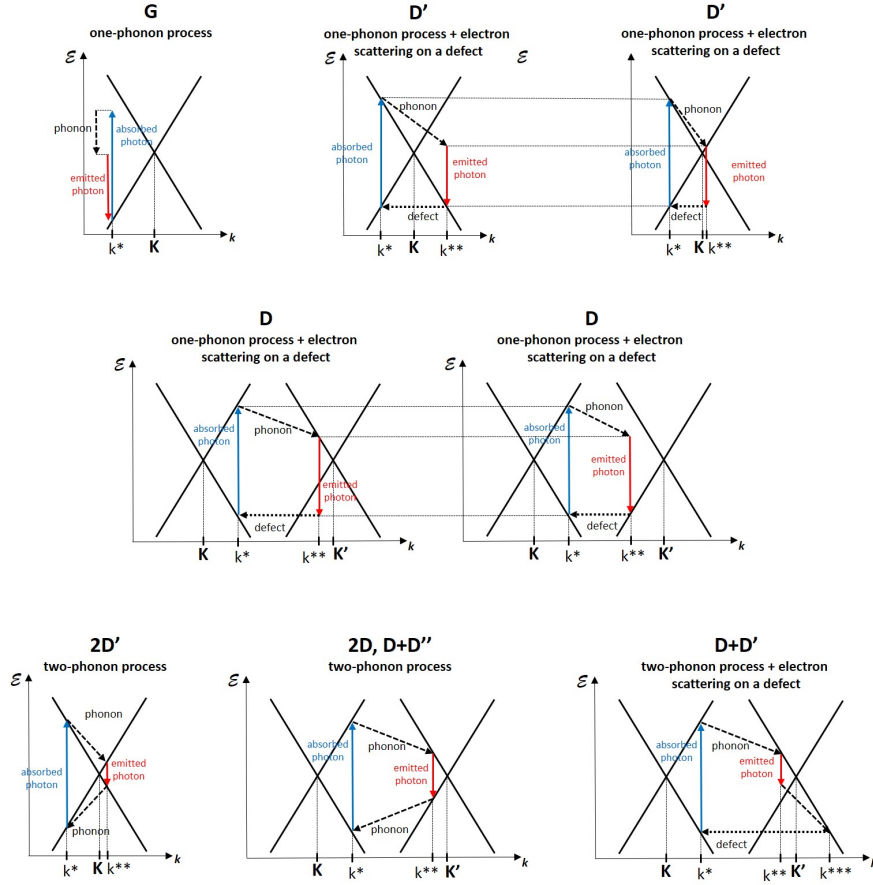 G
one-phonon process
ℰ
phonon
absorbed
photon
emitted
photon
k*
K
k
D’
one-phonon process + electron
scattering on a defect
ℰ
phonon
absorbed
photon
emitted
photon
defect
k*
K
k**
k
D’
one-phonon process + electron
scattering on a defect
ℰ
phonon
absorbed
photon
emitted
photon
defect
k*
K
k**
k
D
one-phonon process + electron
scattering on a defect
ℰ
absorbed
photon
phonon
emitted
photon
defect
K
k*
k**
K’
k
D
one-phonon process + electron
scattering on a defect
ℰ
phonon
absorbed
photon
emitted
photon
defect
K
k*
k**
K’
k
2D’
two-phonon process
ℰ
phonon
absorbed
photon
emitted
photon
phonon
k*
K
k**
k
2D, D+D’’
two-phonon process
ℰ
absorbed
photon
phonon
emitted
photon
phonon
K
k*
k**
K’
k
D+D’
two-phonon process + electron
scattering on a defect
ℰ
absorbed
photon
phonon
emitted
photon
defect
K
k*
k**
K’
k***
k